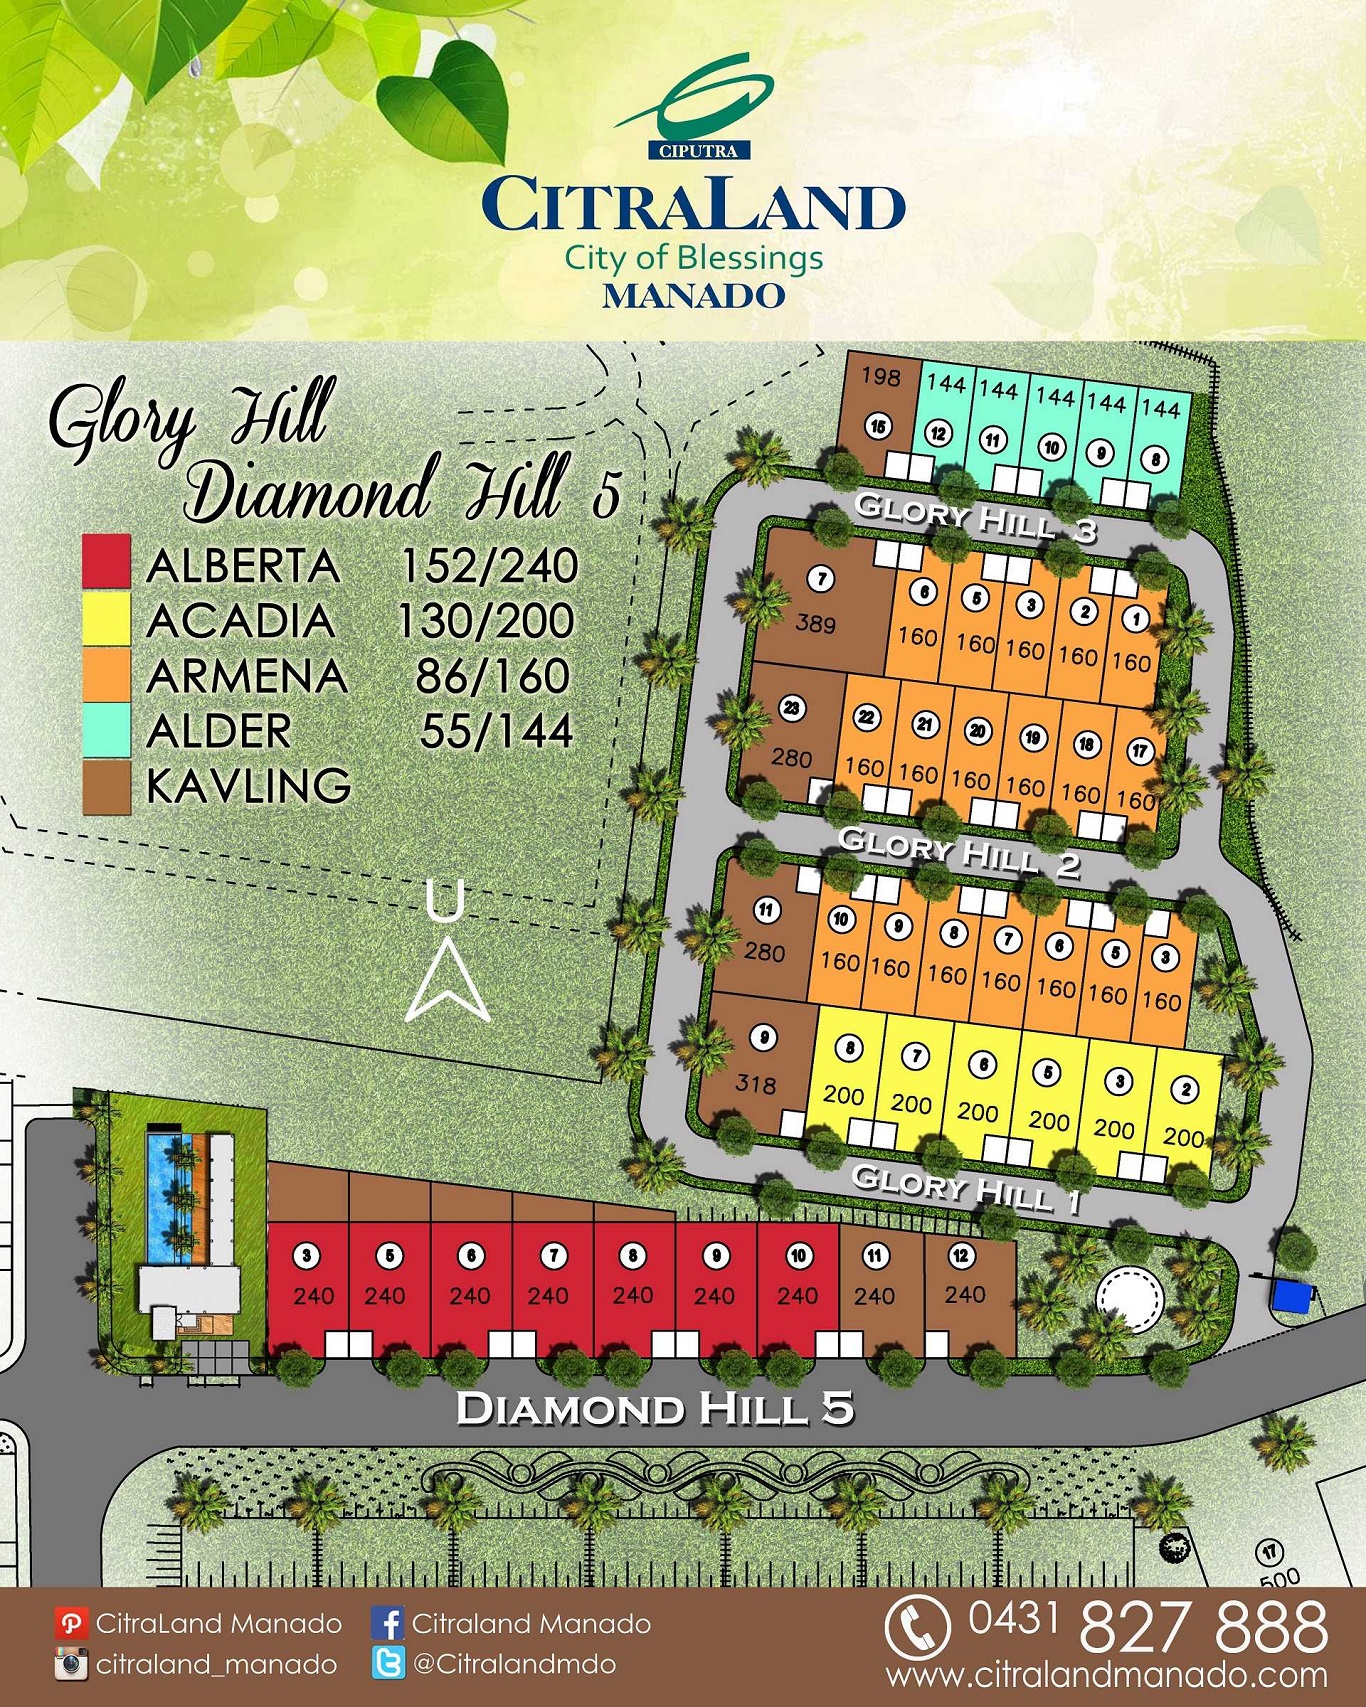 CIPUTRA
CITRALAND
City of Blessings
MANADO
Glory Hill
Diamond Hill 5
ALBERTA 152/240
ACADIA 130/200
ARMENA 86/160
ALDER 55/144
KAVLING
U
198 144 144 144 144 144
15 12 11 10 9 8
GLORY HILL 3
7 6 5 3 2 1
389 160 160 160 160 160
23 22 21 20 19 18 17
280 160 160 160 160 160 160
GLORY HILL 2
11 10 9 8 7 6 5 3
280 160 160 160 160 160 160 160
9 8 7 6 5 3 2
318 200 200 200 200 200 200
GLORY HILL 1
3 5 6 7 8 9 10 11 12
240 240 240 240 240 240 240 240 240
DIAMOND HILL 5
17
500
CitraLand Manado
Citraland Manado
citraland_manado
@Citralandmdo
0431 827 888
www.citralandmanado.com